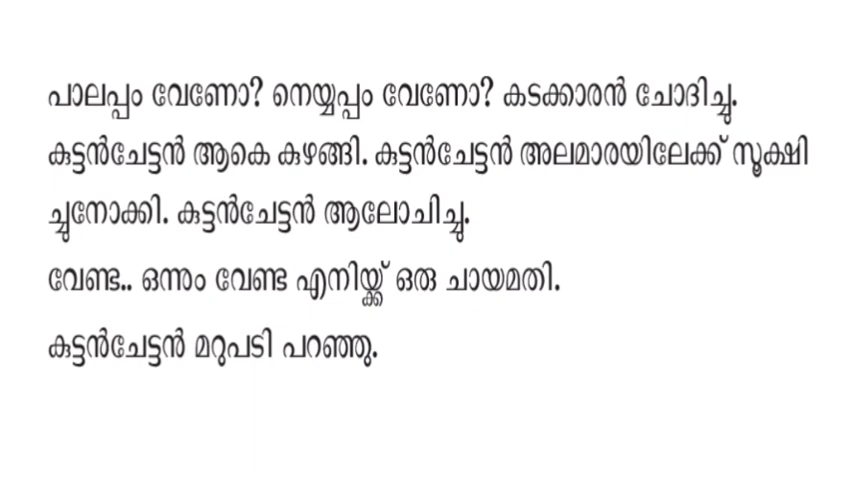 പാലപ്പം വേണോ? നെയ്യപ്പം വേണോ? കടക്കാരൻ ചോദിച്ചു.
കുട്ടൻചേട്ടൻ ആകെ കുഴങ്ങി. കുട്ടൻചേട്ടൻ അലമാരയിലേക്ക് സൂക്ഷി
ച്ചുനോക്കി. കുട്ടൻചേട്ടൻ ആലോചിച്ചു.
വേണ്ട.. ഒന്നും വേണ്ട എനിയ്ക്ക് ഒരു ചായമതി.
കുട്ടൻചേട്ടൻ മറുപടി പറഞ്ഞു.